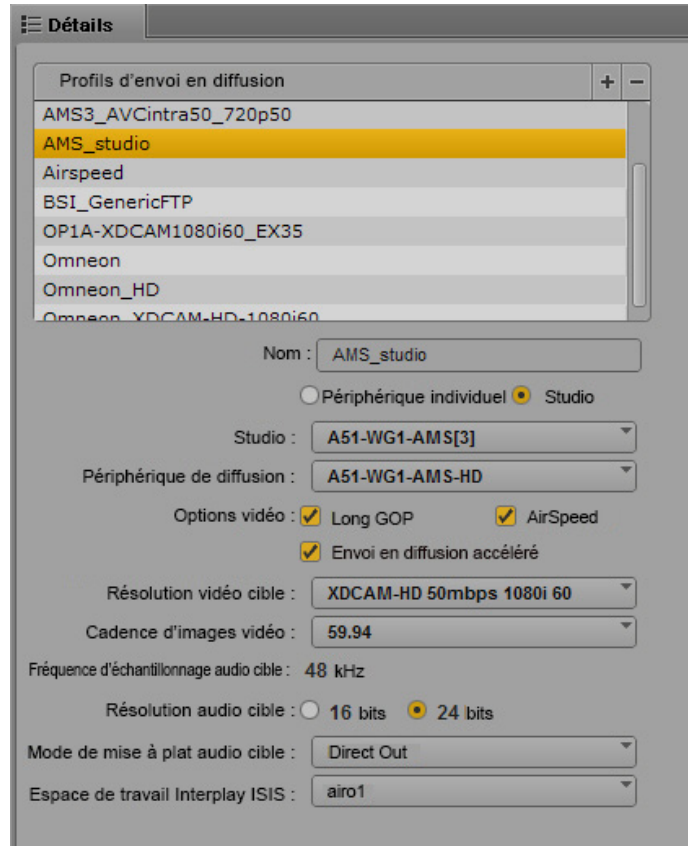 Détails
Profils d'envoi en diffusion + −
AMS3_AVCintra50_720p50
AMS_studio
Airspeed
BSI_GenericFTP
OP1A-XDCAM1080i60_EX35
Omneon
Omneon_HD
Omneon_XDCAM-HD-1080i60
Nom : AMS_studio
Périphérique individuel Studio
Studio : A51-WG1-AMS[3]
Périphérique de diffusion : A51-WG1-AMS-HD
Options vidéo : Long GOP AirSpeed
Envoi en diffusion accéléré
Résolution vidéo cible : XDCAM-HD 50mbps 1080i 60
Cadence d'images vidéo : 59.94
Fréquence d'échantillonnage audio cible : 48 kHz
Résolution audio cible : 16 bits 24 bits
Mode de mise à plat audio cible : Direct Out
Espace de travail Interplay ISIS : airo1